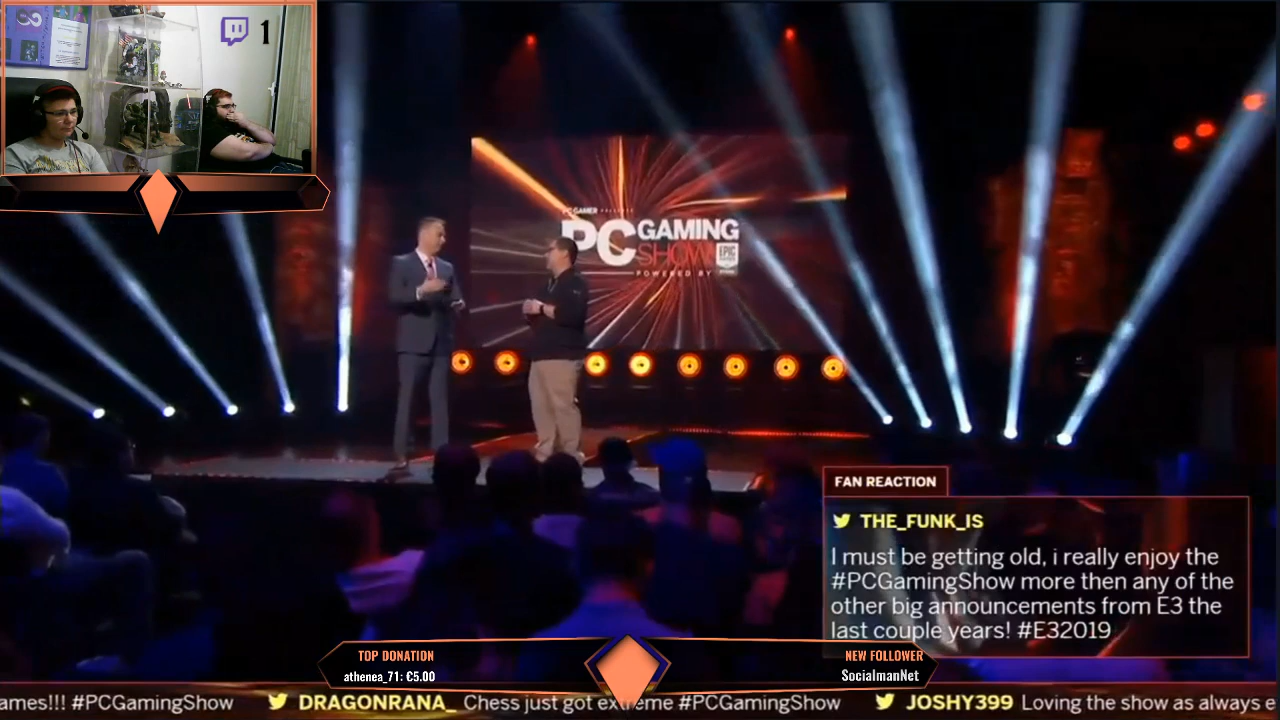 1
PC GAMER PRESENTS
PC GAMING
SHOW
EPIC
GAMES
POWERED BY
FAN REACTION
THE_FUNK_IS
I must be getting old, i really enjoy the
#PCGamingShow more then any of the
other big announcements from E3 the
last couple years! #E32019
TOP DONATION
athenea_71: €5.00
NEW FOLLOWER
SocialmanNet
ames!!! #PCGamingShow DRAGONRANA_ Chess just got extreme #PCGamingShow JOSHY399 Loving the show as always e